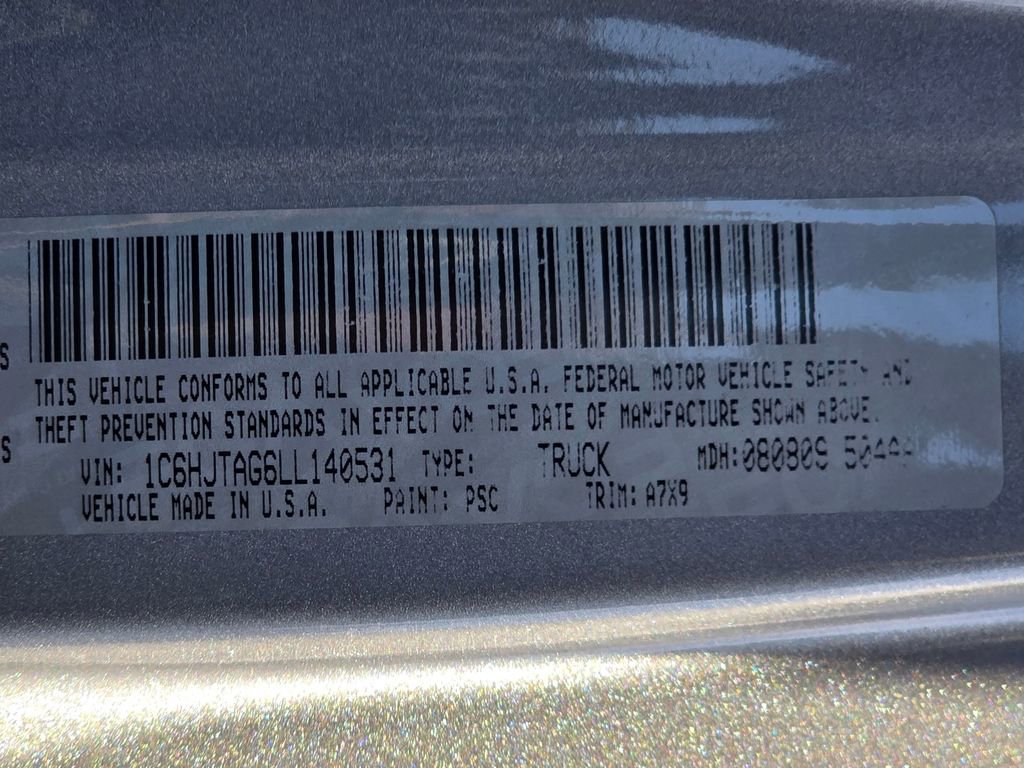 S
THIS VEHICLE CONFORMS TO ALL APPLICABLE U.S.A. FEDERAL MOTOR VEHICLE SAFETY AND
THEFT PREVENTION STANDARDS IN EFFECT ON THE DATE OF MANUFACTURE SHOWN ABOVE.
S
VIN: 1C6HJTAG6LL140531 TYPE: TRUCK MDH:
VEHICLE MADE IN U.S.A. PAINT: PSC TRIM: A7X9